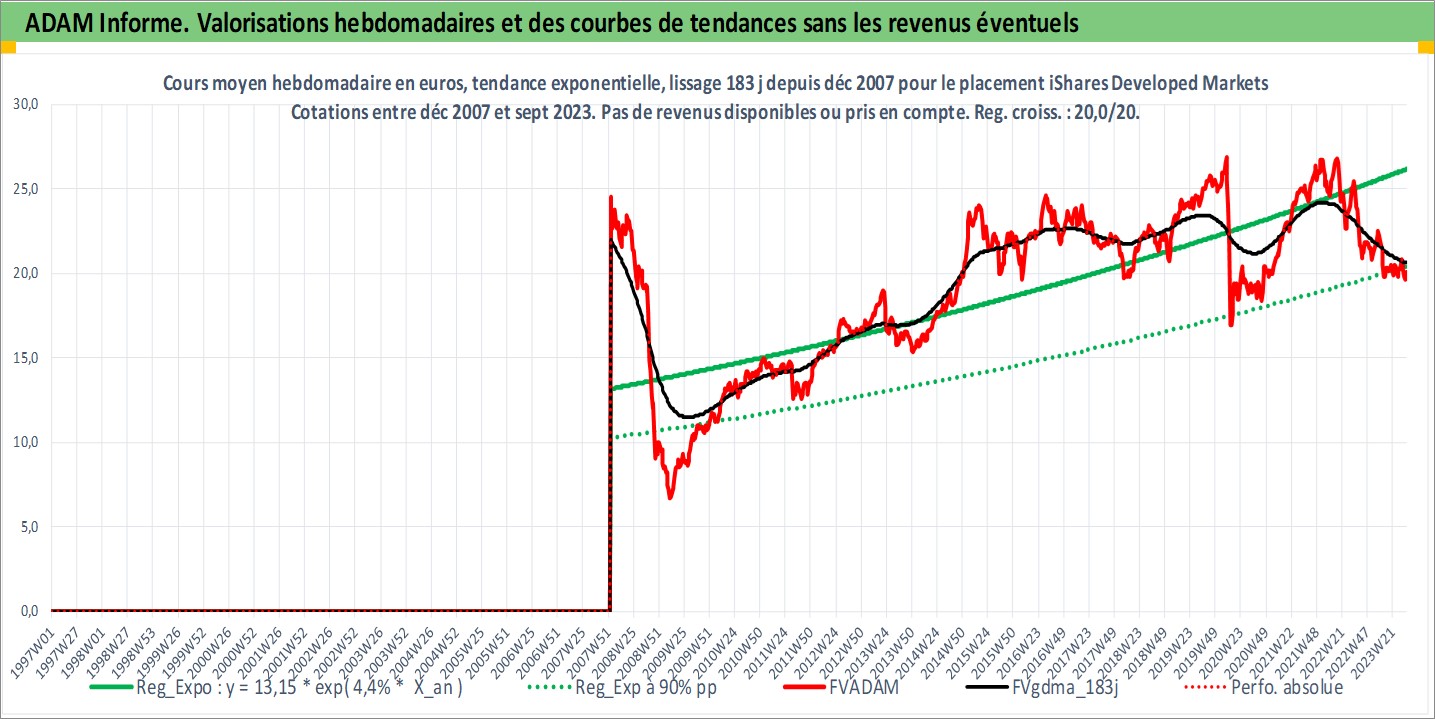 ADAM Informe. Valorisations hebdomadaires et des courbes de tendances sans les revenus éventuels
Cours moyen hebdomadaire en euros, tendance exponentielle, lissage 183 j depuis déc 2007 pour le placement iShares Developed Markets
Cotations entre déc 2007 et sept 2023. Pas de revenus disponibles ou pris en compte. Reg. croiss. : 20,0/20.
30,0
25,0
20,0
15,0
10,0
5,0
0,0
1997W01
1997W27
1998W01
1998W27
1998W53
1999W26
1999W52
2000W26
2000W52
2001W26
2001W52
2002W26
2002W52
2003W26
2003W52
2004W26
2004W52
2005W25
2005W51
2006W25
2006W51
2007W25
2007W51
2008W25
2008W51
2009W25
2009W51
2010W24
2010W50
2011W24
2011W50
2012W24
2012W50
2013W24
2013W50
2014W24
2014W50
2015W24
2015W50
2016W23
2016W49
2017W23
2017W49
2018W23
2018W49
2019W23
2019W49
2020W23
2020W49
2021W22
2021W48
2022W21
2022W47
2023W21
Reg_Expo : y = 13,15 * exp( 4,4% * X_an )
Reg_Exp à 90% pp
FVADAM
FVgdma_183j
Perfo. absolue